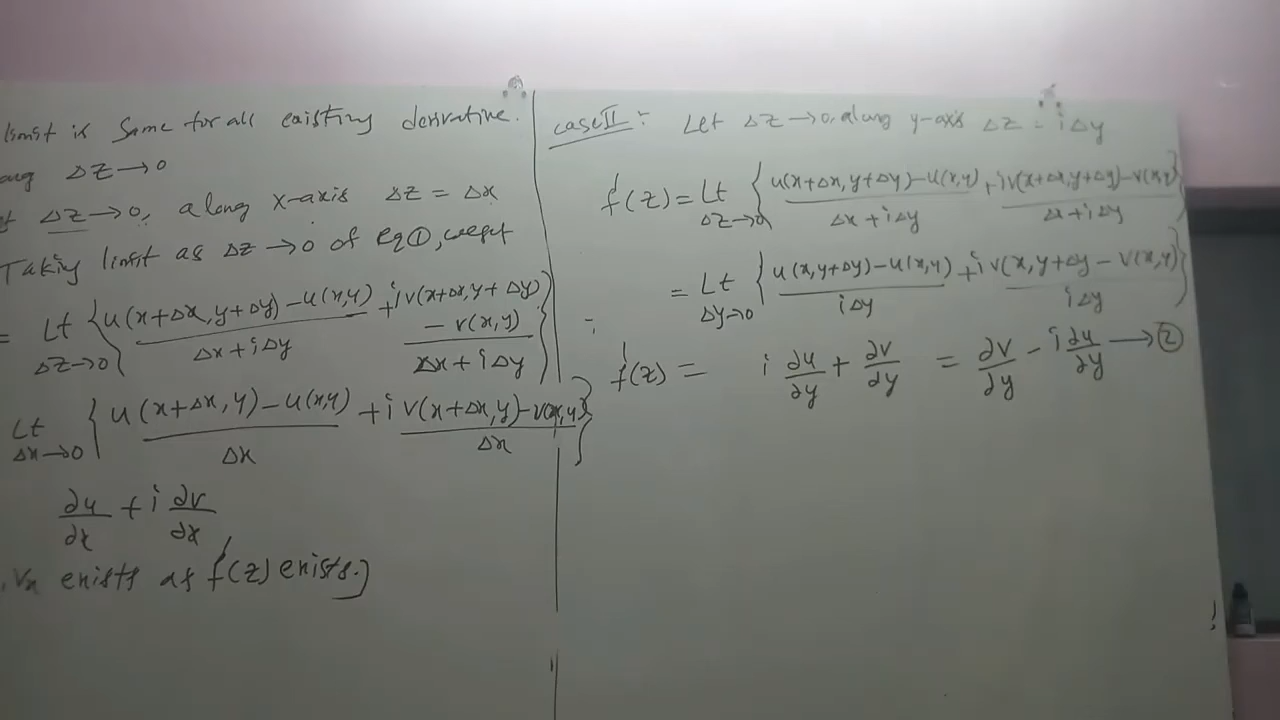 limit is same for all existing derivative.
Δz→0
Δz→0, along x-axis Δz = Δx
Taking limit as Δz→0 of eq①, we get
= Lt Δz→0 { u(x+Δx, y+Δy) – u(x,y) / Δx + iΔy + i v(x+Δx, y+Δy) – v(x,y) / Δx + iΔy }
Lt Δx→0 { u(x+Δx, y) – u(x,y) / Δx + i v(x+Δx, y) – v(x,y) / Δx }
∂u/∂x + i ∂v/∂x
Vx exists as f'(z) exists.]
case II :- Let Δz→0, along y-axis Δz = iΔy
f'(z) = Lt Δz→0 { u(x+Δx, y+Δy) – u(x,y) / Δx + iΔy + i v(x+Δx, y+Δy) – v(x,y) / Δx + iΔy }
= Lt Δy→0 { u(x, y+Δy) – u(x,y) / iΔy + i v(x, y+Δy – v(x,y) / iΔy }
f'(z) = i ∂u/∂y + ∂v/∂y = ∂v/∂y – i ∂u/∂y → ②